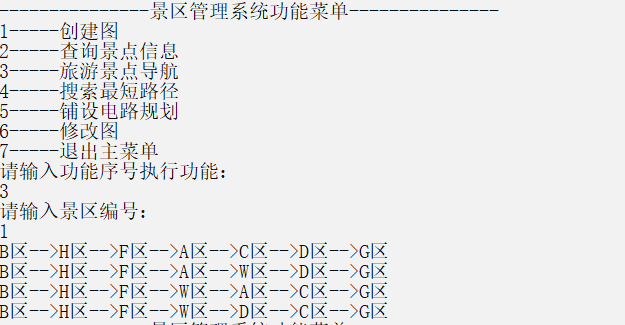 ---------------景区管理系统功能菜单---------------
1-----创建图
2-----查询景点信息
3-----旅游景点导航
4-----搜索最短路径
5-----铺设电路规划
6-----修改图
7-----退出主菜单
请输入功能序号执行功能：
3
请输入景区编号：
1
B区-->H区-->F区-->A区-->C区-->D区-->G区
B区-->H区-->F区-->A区-->W区-->D区-->G区
B区-->H区-->F区-->W区-->A区-->C区-->G区
B区-->H区-->F区-->W区-->D区-->C区-->G区